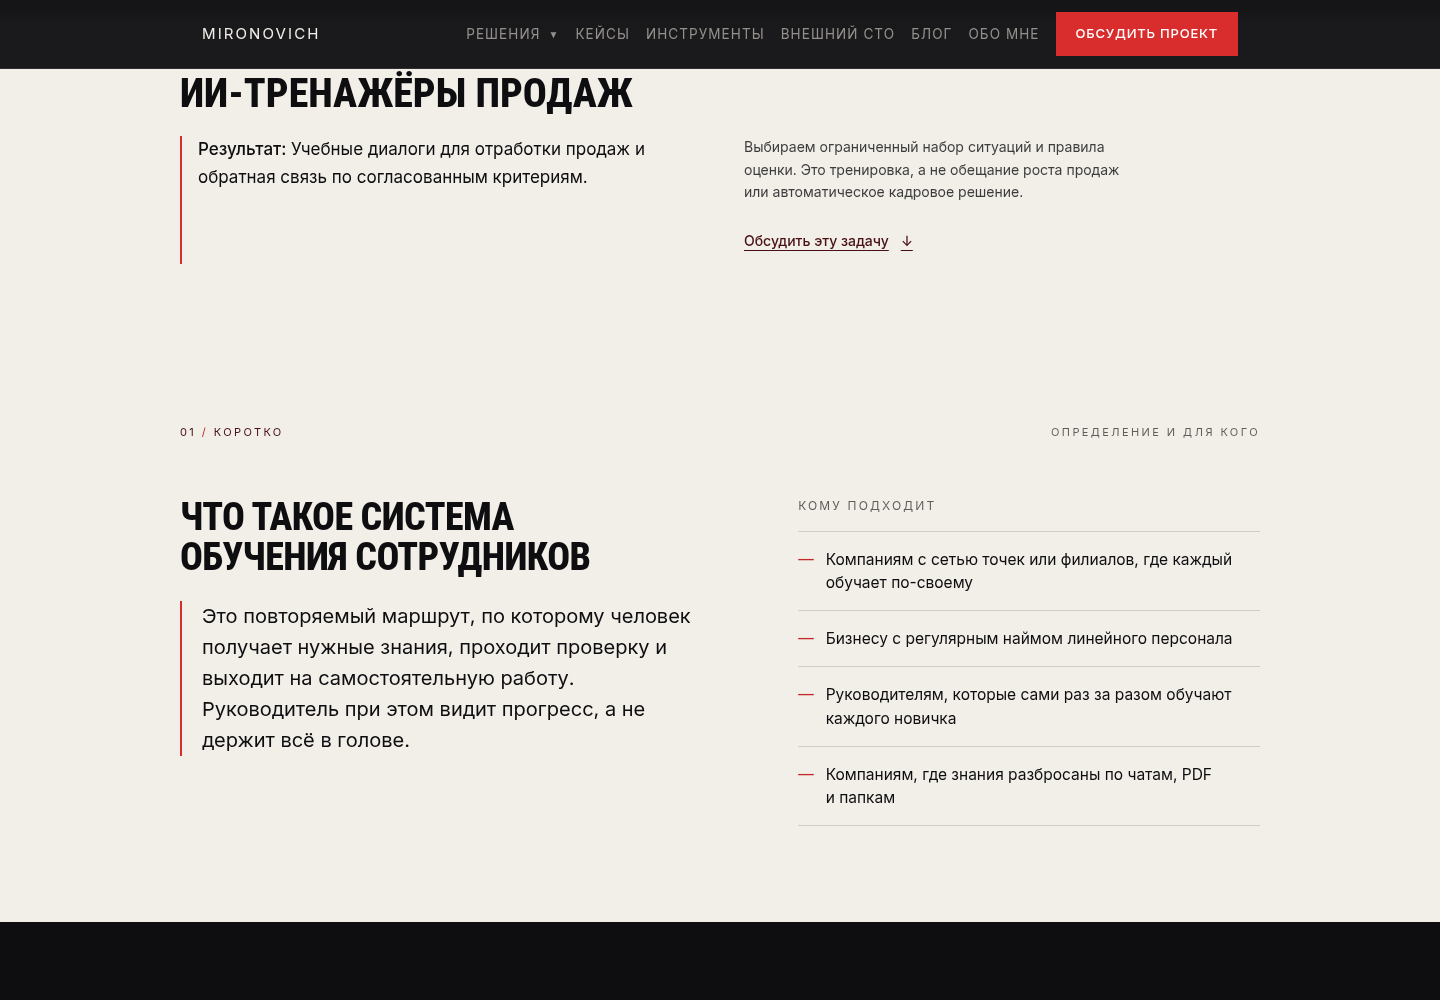 MIRONOVICH
РЕШЕНИЯ ▼ КЕЙСЫ ИНСТРУМЕНТЫ ВНЕШНИЙ СТО БЛОГ ОБО МНЕ ОБСУДИТЬ ПРОЕКТ
ИИ-ТРЕНАЖЁРЫ ПРОДАЖ
Результат: Учебные диалоги для отработки продаж и
обратная связь по согласованным критериям.
Выбираем ограниченный набор ситуаций и правила
оценки. Это тренировка, а не обещание роста продаж
или автоматическое кадровое решение.
Обсудить эту задачу ↓
01 / КОРОТКО
ОПРЕДЕЛЕНИЕ И ДЛЯ КОГО
ЧТО ТАКОЕ СИСТЕМА
ОБУЧЕНИЯ СОТРУДНИКОВ
Это повторяемый маршрут, по которому человек
получает нужные знания, проходит проверку и
выходит на самостоятельную работу.
Руководитель при этом видит прогресс, а не
держит всё в голове.
КОМУ ПОДХОДИТ
— Компаниям с сетью точек или филиалов, где каждый
обучает по-своему
— Бизнесу с регулярным наймом линейного персонала
— Руководителям, которые сами раз за разом обучают
каждого новичка
— Компаниям, где знания разбросаны по чатам, PDF
и папкам